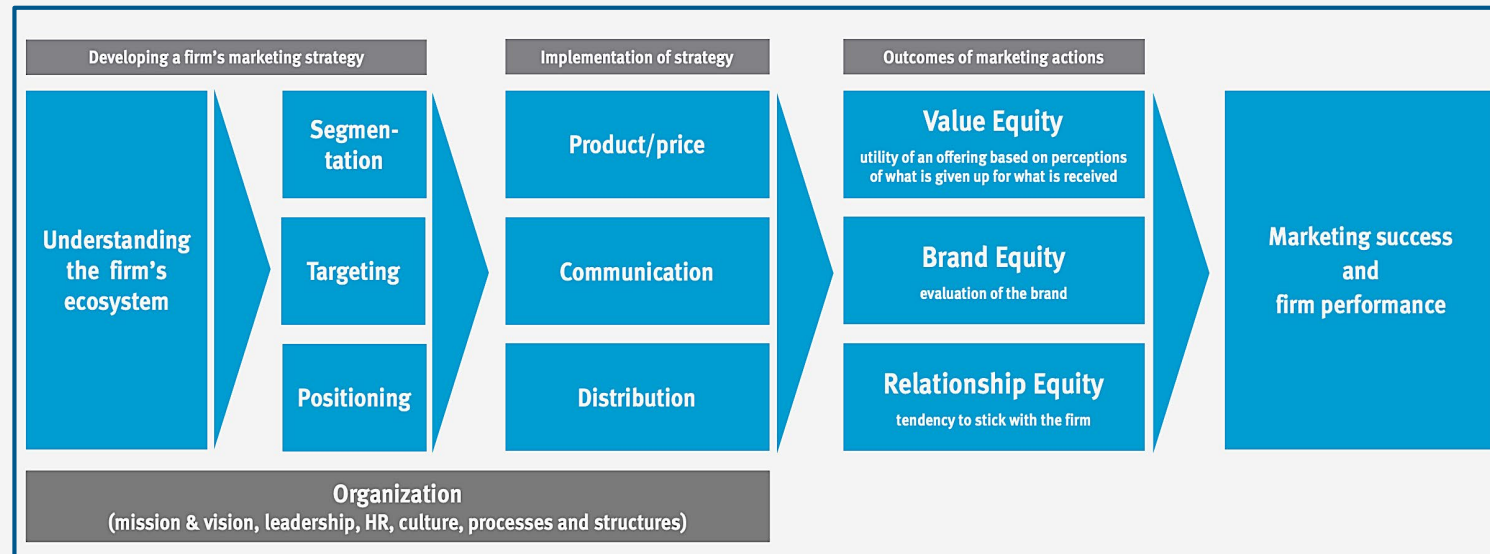 Developing a firm's marketing strategy
Implementation of strategy
Outcomes of marketing actions
Understanding
the firm's
ecosystem
Segmen-
tation
Targeting
Positioning
Product/price
Communication
Distribution
Value Equity
utility of an offering based on perceptions
of what is given up for what is received
Brand Equity
evaluation of the brand
Relationship Equity
tendency to stick with the firm
Marketing success
and
firm performance
Organization
(mission & vision, leadership, HR, culture, processes and structures)